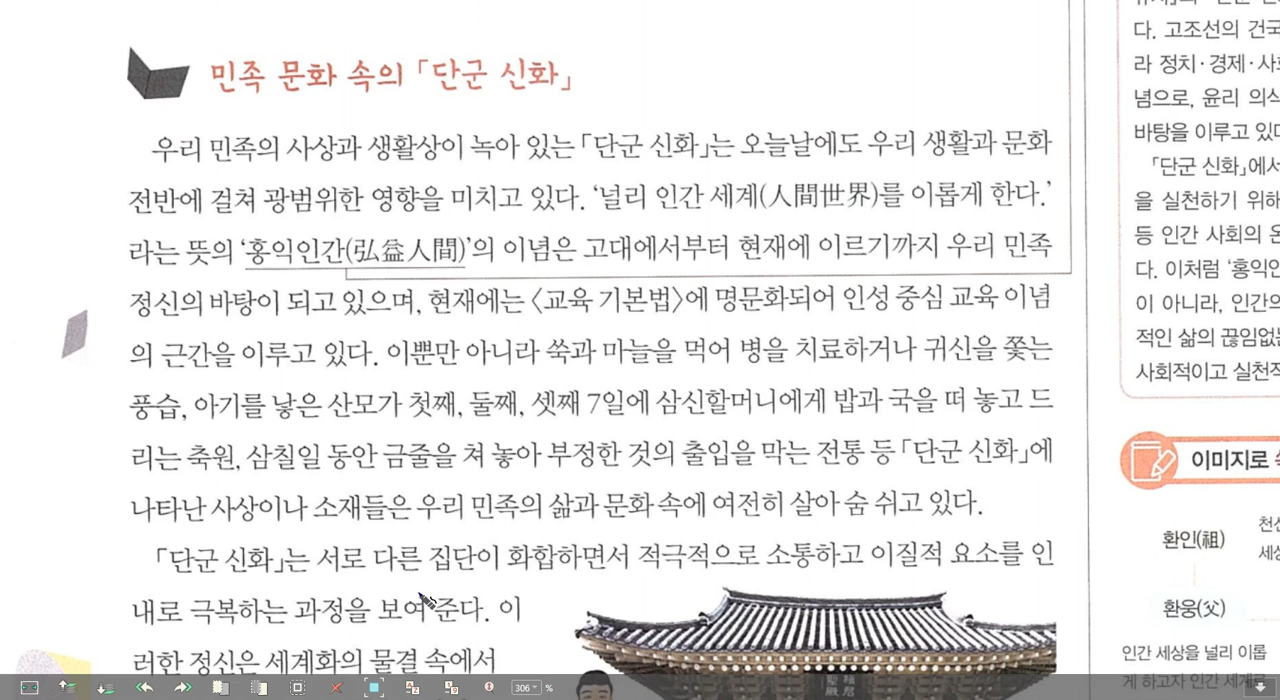 민족 문화 속의 「단군 신화」
우리 민족의 사상과 생활상이 녹아 있는 「단군 신화」는 오늘날에도 우리 생활과 문화
전반에 걸쳐 광범위한 영향을 미치고 있다. ‘널리 인간 세계(人間世界)를 이롭게 한다.’
라는 뜻의 ‘홍익인간(弘益人間)’의 이념은 고대에서부터 현재에 이르기까지 우리 민족
정신의 바탕이 되고 있으며, 현재에는 〈교육 기본법〉에 명문화되어 인성 중심 교육 이념
의 근간을 이루고 있다. 이뿐만 아니라 쑥과 마늘을 먹어 병을 치료하거나 귀신을 쫓는
풍습, 아기를 낳은 산모가 첫째, 둘째, 셋째 7일에 삼신할머니에게 밥과 국을 떠 놓고 드
리는 축원, 삼칠일 동안 금줄을 쳐 놓아 부정한 것의 출입을 막는 전통 등 「단군 신화」에
나타난 사상이나 소재들은 우리 민족의 삶과 문화 속에 여전히 살아 숨 쉬고 있다.
「단군 신화」는 서로 다른 집단이 화합하면서 적극적으로 소통하고 이질적 요소를 인
내로 극복하는 과정을 보여 준다. 이
러한 정신은 세계화의 물결 속에서
다. 고조선의 건국
라 정치·경제·사회
념으로, 윤리 의식
바탕을 이루고 있다
「단군 신화」에서
을 실천하기 위해
등 인간 사회의 온
다. 이처럼 ‘홍익인
이 아니라, 인간의
적인 삶의 끊임없는
사회적이고 실천적
이미지로
환인(祖)
천신
세상
환웅(父)
인간 세상을 널리 이롭
게 하고자 인간 세계
306 %